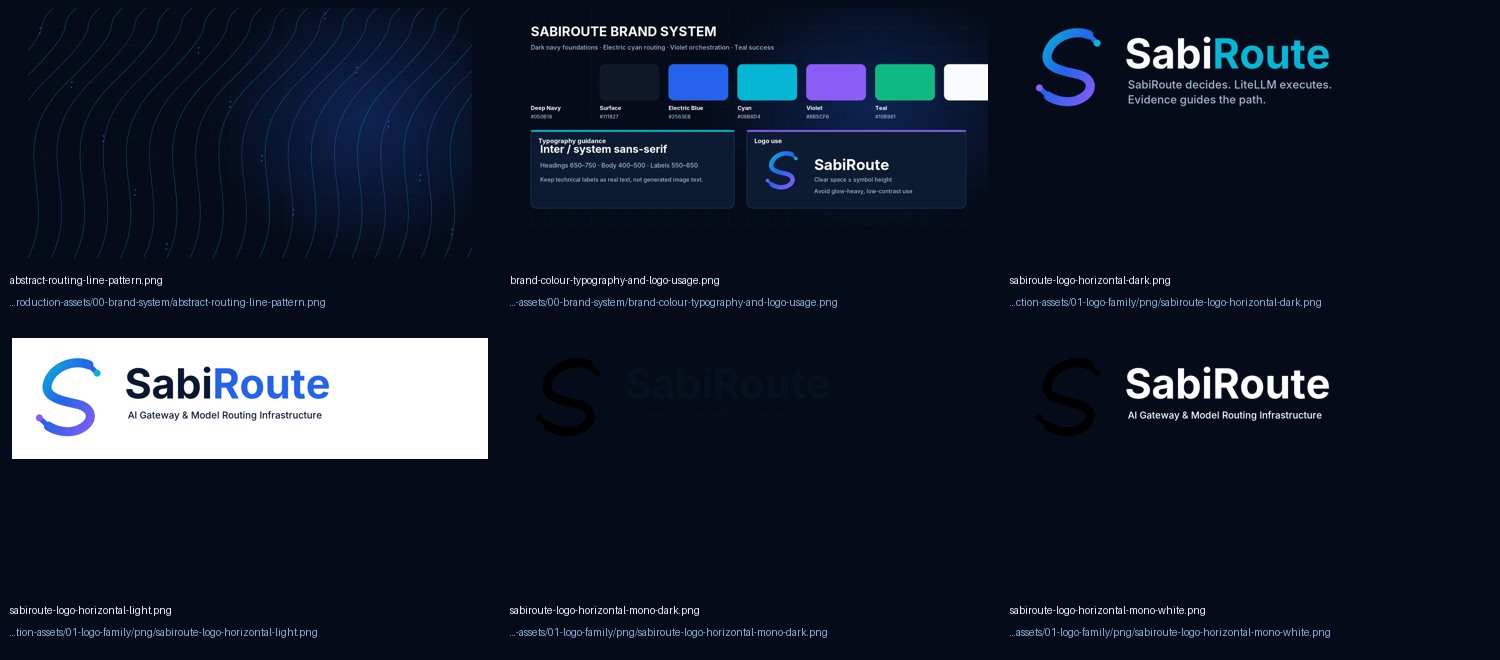 SABIROUTE BRAND SYSTEM
Dark navy foundations · Electric cyan routing · Violet orchestration · Teal success
Deep Navy
#050B18
Surface
#111827
Electric Blue
#2563EB
Cyan
#06B6D4
Violet
#8B5CF6
Teal
#10B981
Typography guidance
Inter / system sans-serif
Headings 650–750 · Body 400–500 · Labels 550–650
Keep technical labels as real text, not generated image text.
Logo use
SabiRoute
Clear space ≥ symbol height
Avoid glow-heavy, low-contrast use
SabiRoute
SabiRoute decides. LiteLLM executes.
Evidence guides the path.
abstract-routing-line-pattern.png
...roduction-assets/00-brand-system/abstract-routing-line-pattern.png
brand-colour-typography-and-logo-usage.png
...-assets/00-brand-system/brand-colour-typography-and-logo-usage.png
sabiroute-logo-horizontal-dark.png
...ction-assets/01-logo-family/png/sabiroute-logo-horizontal-dark.png
SabiRoute
AI Gateway & Model Routing Infrastructure
SabiRoute
SabiRoute
AI Gateway & Model Routing Infrastructure
sabiroute-logo-horizontal-light.png
...tion-assets/01-logo-family/png/sabiroute-logo-horizontal-light.png
sabiroute-logo-horizontal-mono-dark.png
...-assets/01-logo-family/png/sabiroute-logo-horizontal-mono-dark.png
sabiroute-logo-horizontal-mono-white.png
...assets/01-logo-family/png/sabiroute-logo-horizontal-mono-white.png